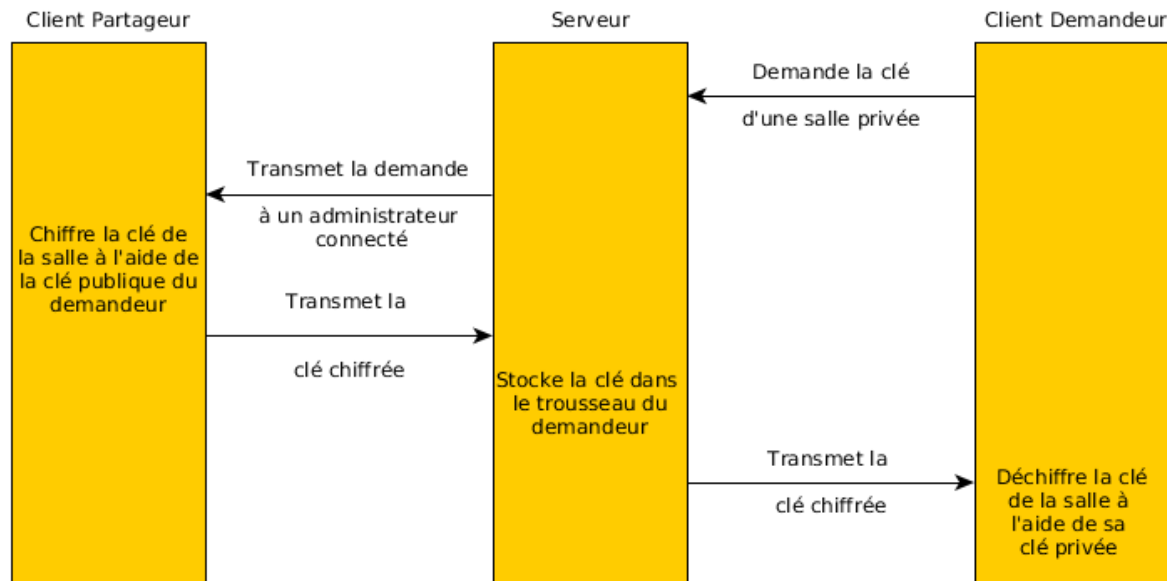 Client Partageur
Serveur
Client Demandeur
Demande la clé
d'une salle privée
Transmet la demande
à un administrateur
connecté
Chiffre la clé de
la salle à l'aide de
la clé publique du
demandeur
Transmet la
clé chiffrée
Stocke la clé dans
le trousseau du
demandeur
Transmet la
clé chiffrée
Déchiffre la clé
de la salle à
l'aide de sa
clé privée